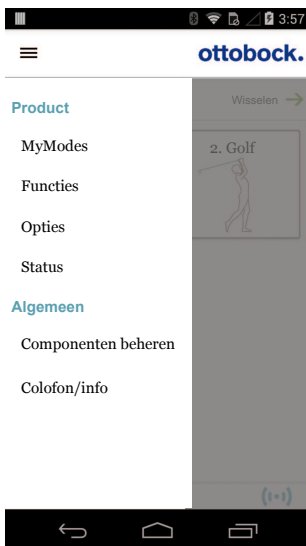 3:57
ottobock.
Product
MyModes
Functies
Opties
Status
Algemeen
Componenten beheren
Colofon/info
Wisselen
2. Golf